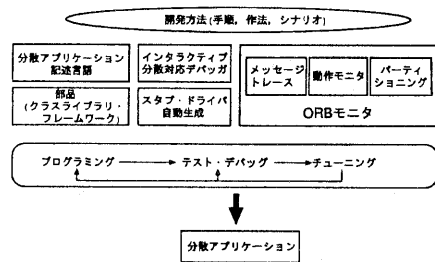 開発方法(手順, 作法, シナリオ)
分散アプリケーション
記述言語
インタラクティブ
分散対応デバッガ
メッセージ
トレース
動作モニタ
パーティ
ショニング
部品
(クラスライブラリ・
フレームワーク)
スタブ・ドライバ
自動生成
ORBモニタ
プログラミング
テスト・デバッグ
チューニング
分散アプリケーション